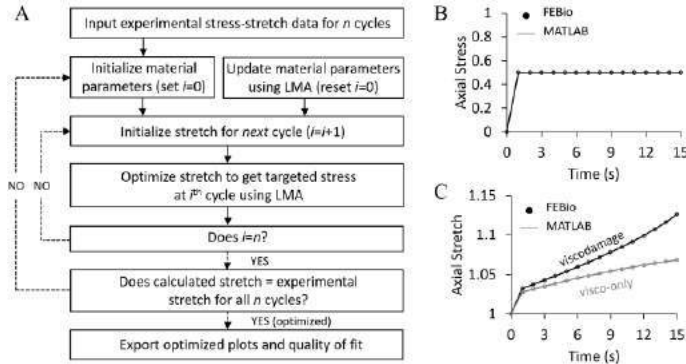 A
Input experimental stress-stretch data for n cycles
Initialize material
parameters (set i=0)
Update material parameters
using LMA (reset i=0)
Initialize stretch for next cycle (i=i+1)
NO
NO
Optimize stretch to get targeted stress
at ith cycle using LMA
Does i=n?
YES
Does calculated stretch = experimental
stretch for all n cycles?
YES (optimized)
Export optimized plots and quality of fit
B
FEBio
MATLAB
Axial Stress
1
0.8
0.6
0.4
0.2
0
0 3 6 9 12 15
Time (s)
C
FEBio
MATLAB
Axial Stretch
1.15
1.1
1.05
1
viscodamage
visco-only
0 3 6 9 12 15
Time (s)